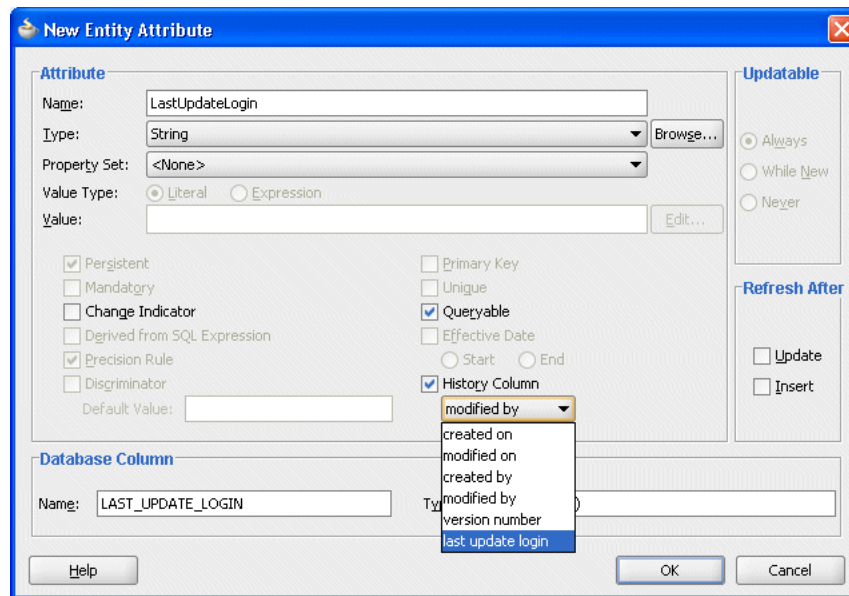 New Entity Attribute
Attribute
Name: LastUpdateLogin
Type: String Browse...
Property Set: <None>
Value Type: Literal Expression
Value: Edit...
Persistent Primary Key
Mandatory Unique
Change Indicator Queryable
Derived from SQL Expression Effective Date
Precision Rule Start End
Discriminator History Column
Default Value: modified by
created on
modified on
created by
modified by
version number
last update login
Updatable
Always
While New
Never
Refresh After
Update
Insert
Database Column
Name: LAST_UPDATE_LOGIN )
Help OK Cancel